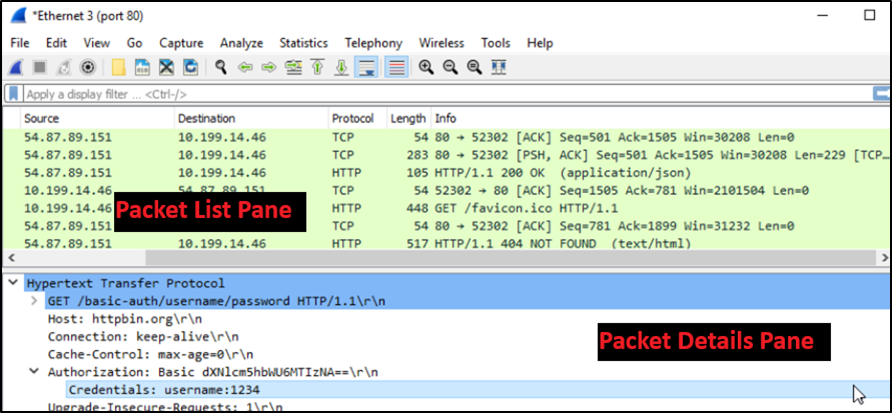 *Ethernet 3 (port 80)
File Edit View Go Capture Analyze Statistics Telephony Wireless Tools Help
Apply a display filter ... <Ctrl-/>
Source Destination Protocol Length Info
54.87.89.151 10.199.14.46 TCP 54 80 → 52302 [ACK] Seq=501 Ack=1505 Win=30208 Len=0
54.87.89.151 10.199.14.46 TCP 283 80 → 52302 [PSH, ACK] Seq=501 Ack=1505 Win=30208 Len=229 [TCP…
54.87.89.151 10.199.14.46 HTTP 105 HTTP/1.1 200 OK (application/json)
10.199.14.46 54.87.89.151 TCP 54 52302 → 80 [ACK] Seq=1505 Ack=781 Win=2101504 Len=0
10.199.14.46 HTTP 448 GET /favicon.ico HTTP/1.1
Packet List Pane
54.87.89.151 TCP 54 80 → 52302 [ACK] Seq=781 Ack=1899 Win=31232 Len=0
54.87.89.151 10.199.14.46 HTTP 517 HTTP/1.1 404 NOT FOUND (text/html)
Hypertext Transfer Protocol
GET /basic-auth/username/password HTTP/1.1\r\n
Host: httpbin.org\r\n
Connection: keep-alive\r\n
Packet Details Pane
Cache-Control: max-age=0\r\n
Authorization: Basic dXNlcm5hbWU6MTIzNA==\r\n
Credentials: username:1234
Upgrade-Insecure-Requests: 1\r\n